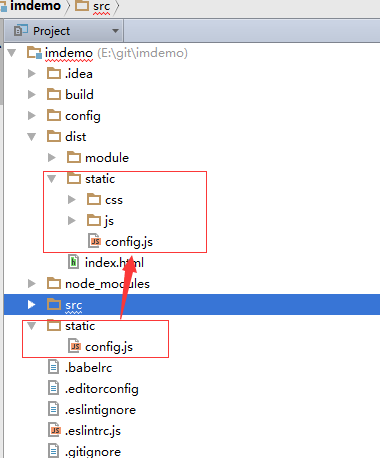 imdemo src
Project
imdemo (E:\git\imdemo)
.idea
build
config
dist
module
static
css
js
config.js
index.html
node_modules
src
static
config.js
.babelrc
.editorconfig
.eslintignore
.eslintrc.js
.gitignore